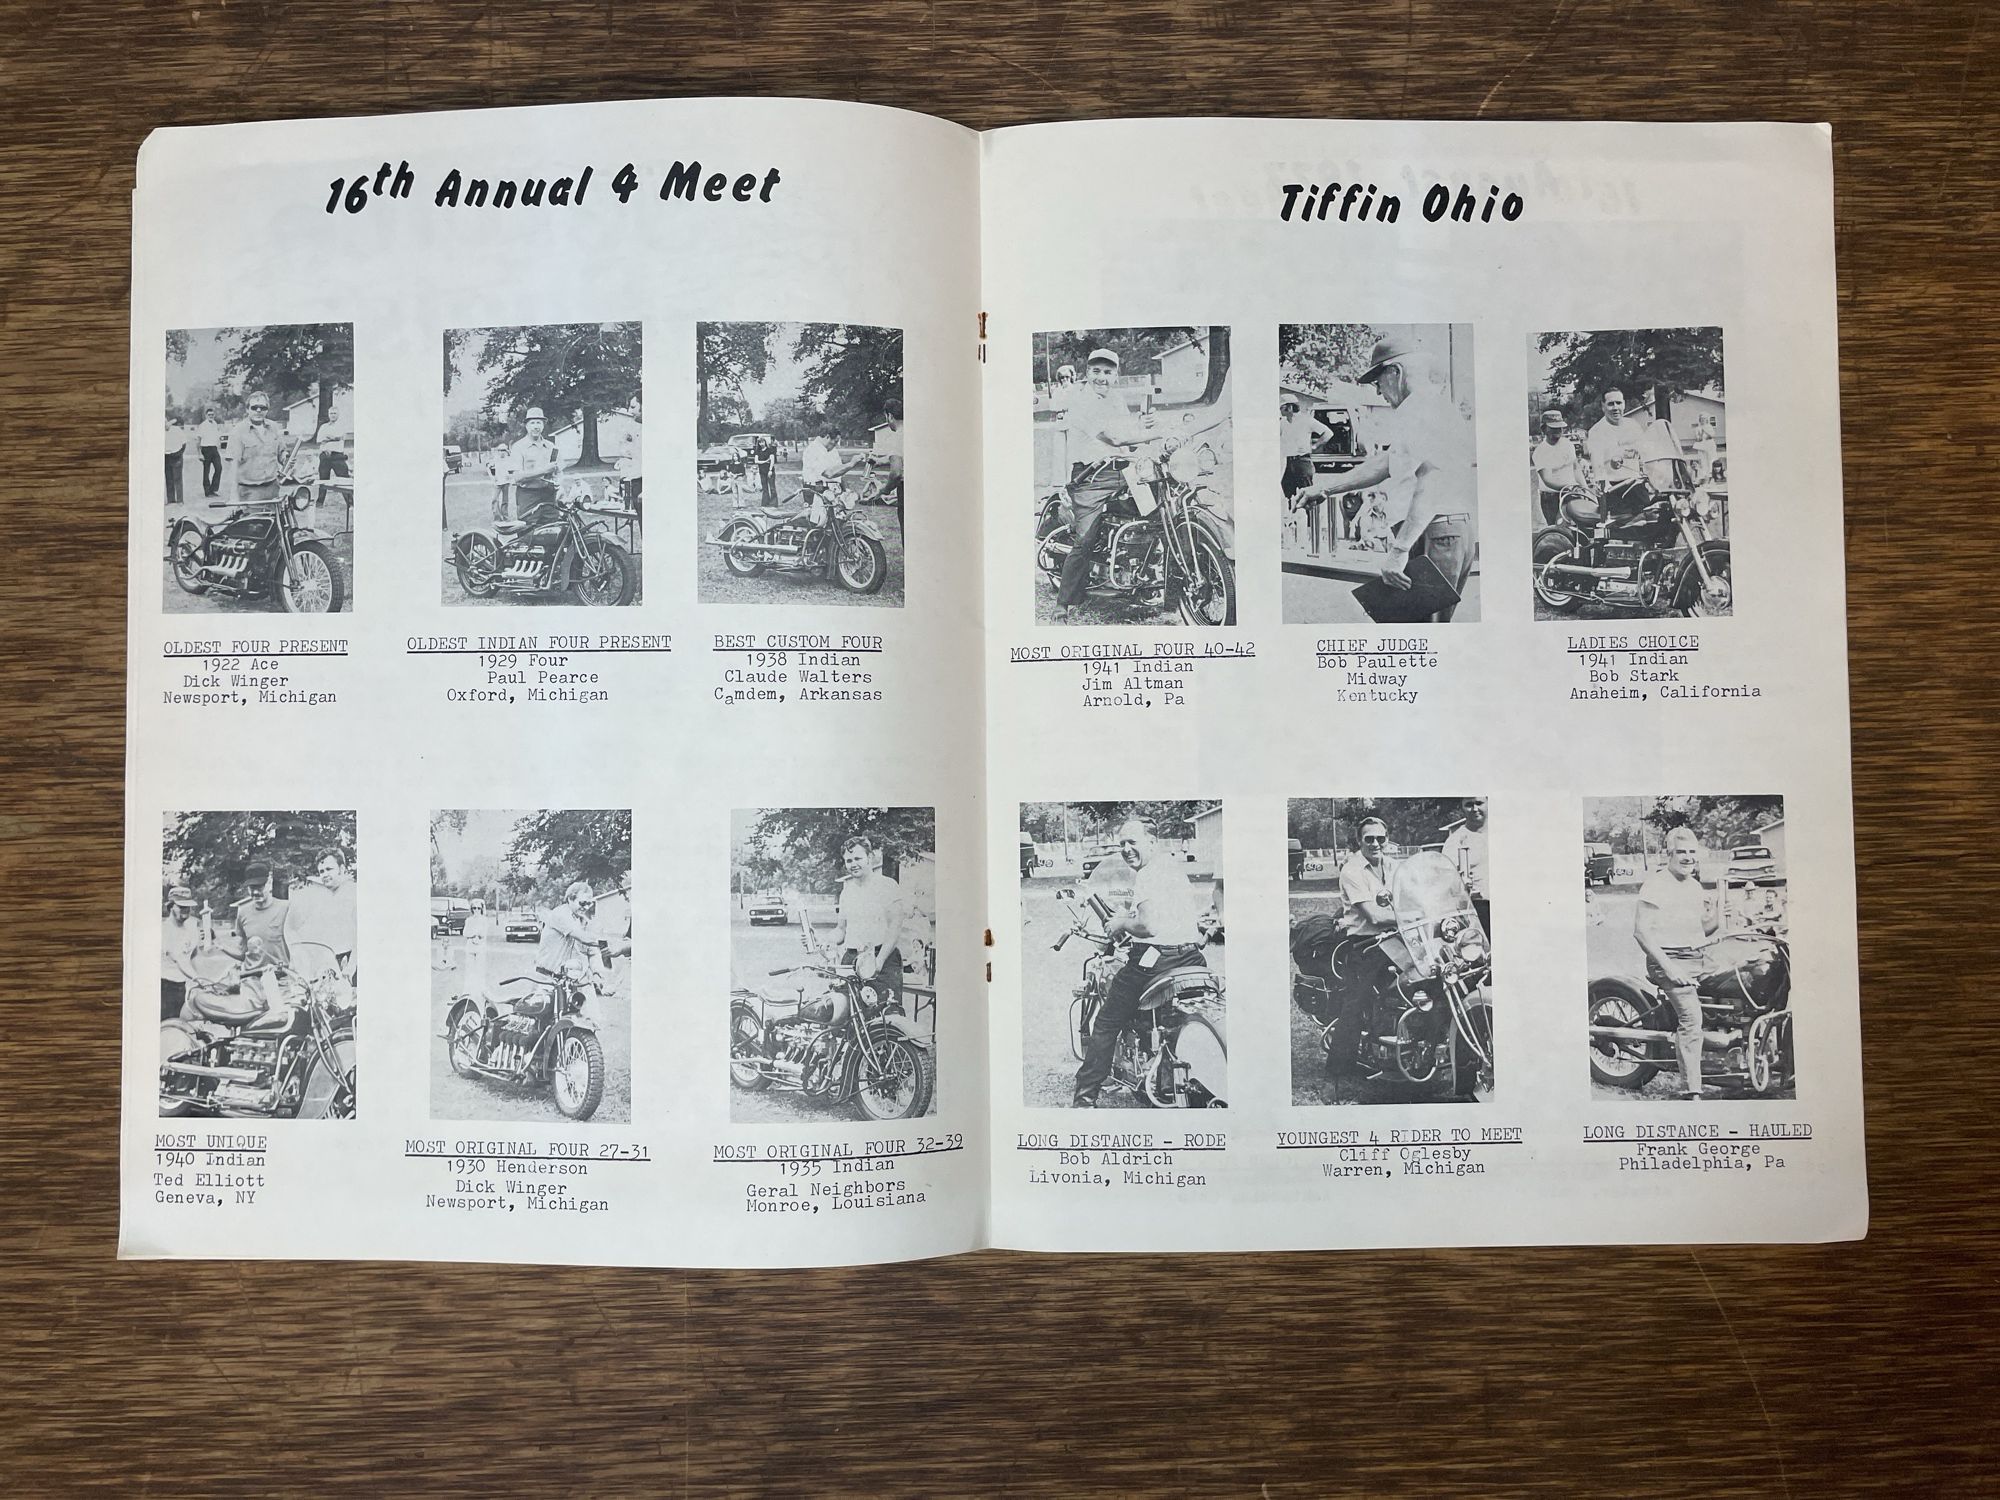 16th Annual 4 Meet
OLDEST FOUR PRESENT
1922 Ace
Dick Winger
Newsport, Michigan
OLDEST INDIAN FOUR PRESENT
1929 Four
Paul Pearce
Oxford, Michigan
BEST CUSTOM FOUR
1938 Indian
Claude Walters
Camdem, Arkansas
MOST UNIQUE
1940 Indian
Ted Elliott
Geneva, NY
MOST ORIGINAL FOUR 27-31
1930 Henderson
Dick Winger
Newsport, Michigan
MOST ORIGINAL FOUR 32-39
1935 Indian
Geral Neighbors
Monroe, Louisiana
Tiffin Ohio
MOST ORIGINAL FOUR 40-42
1941 Indian
Jim Altman
Arnold, Pa
CHIEF JUDGE
Bob Paulette
Midway
Kentucky
LADIES CHOICE
1941 Indian
Bob Stark
Anaheim, California
LONG DISTANCE - RODE
Bob Aldrich
Livonia, Michigan
YOUNGEST 4 RIDER TO MEET
Cliff Oglesby
Warren, Michigan
LONG DISTANCE - HAULED
Frank George
Philadelphia, Pa